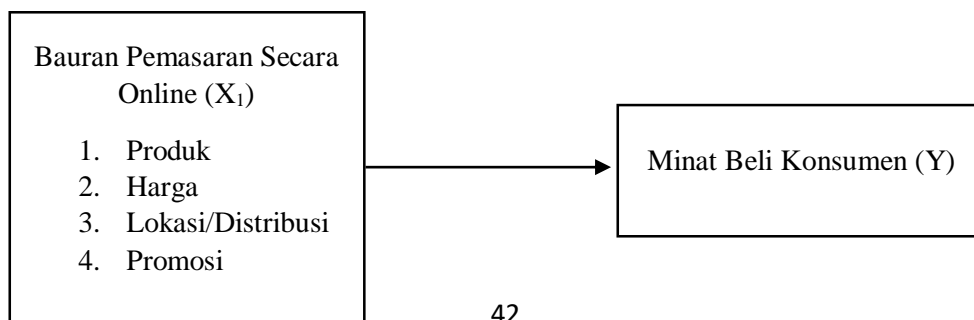 Bauran Pemasaran Secara
Online (X₁)
1. Produk
2. Harga
3. Lokasi/Distribusi
4. Promosi
Minat Beli Konsumen (Y)
42